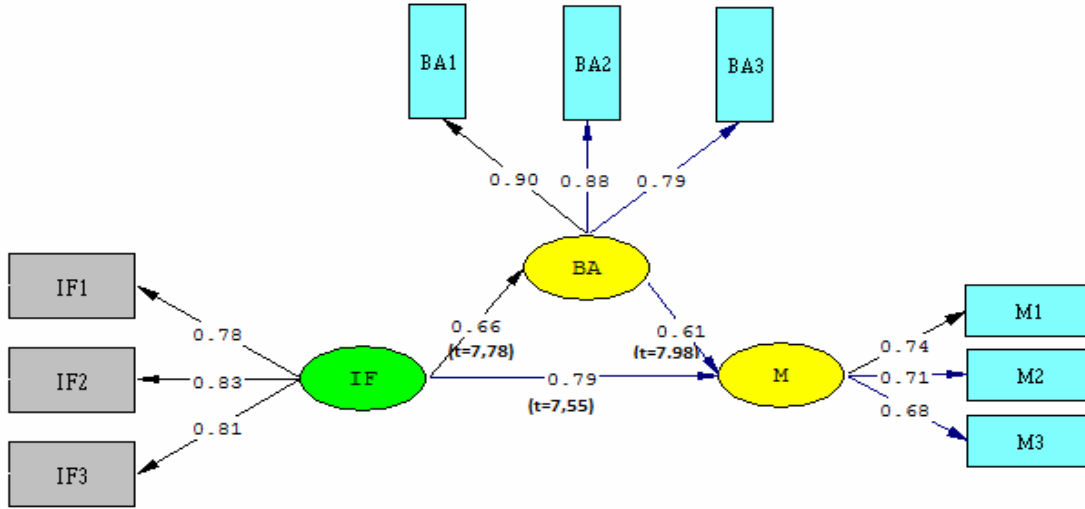 BA1
BA2
BA3
0.90
0.88
0.79
BA
IF1
IF2
IF3
0.78
0.83
0.81
IF
0.66
(t=7,78)
0.61
(t=7.98)
0.79
(t=7,55)
M
0.74
0.71
0.68
M1
M2
M3